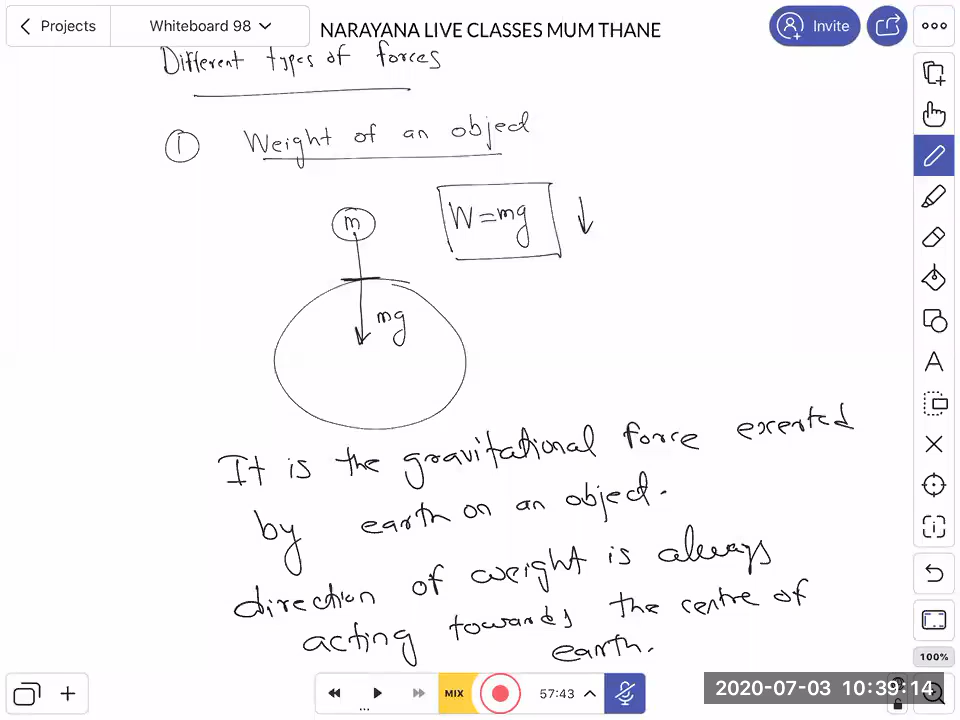 Projects
Whiteboard 98
NARAYANA LIVE CLASSES MUM THANE
Invite
Different types of forces
1 Weight of an object
m
W=mg
mg
It is the gravitational force exerted
by earth on an object.
direction of weight is always
acting towards the centre of
earth.
A
100%
MIX
57:43
2020-07-03 10:39:14